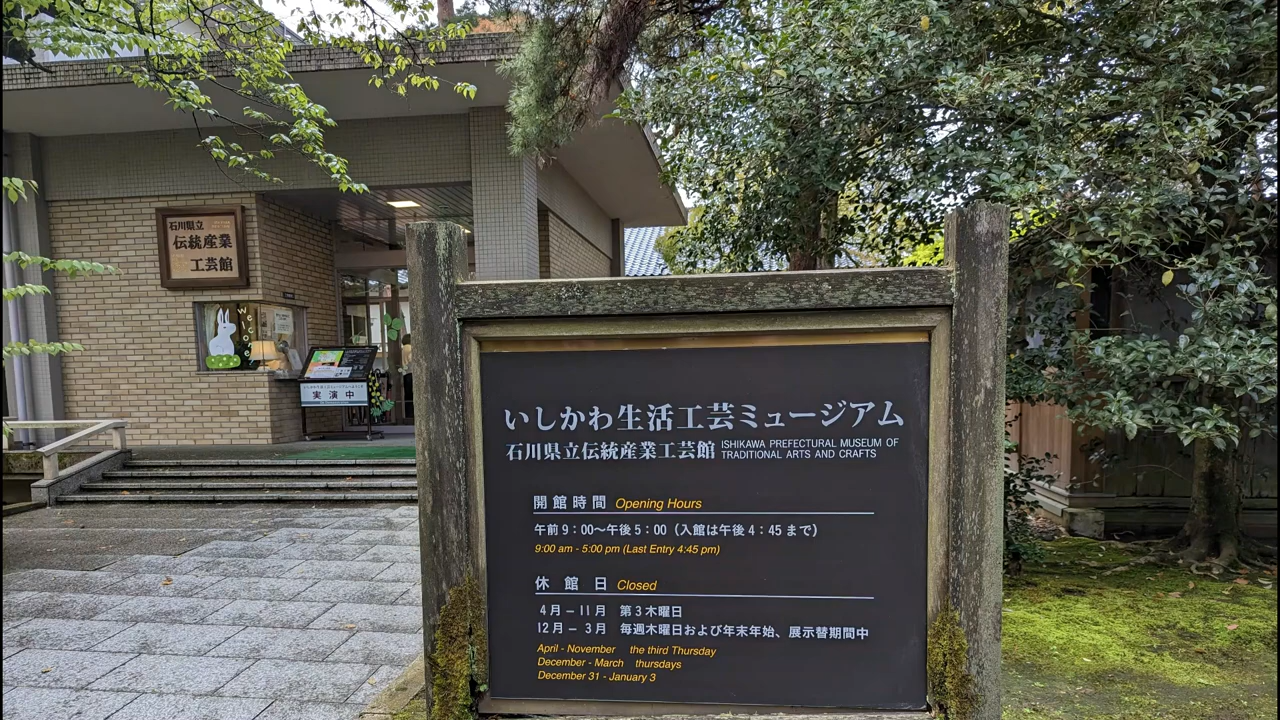 石川県立
伝統産業
工芸館
welcome
実演中
いしかわ生活工芸ミュージアム
石川県立伝統産業工芸館 ISHIKAWA PREFECTURAL MUSEUM OF
TRADITIONAL ARTS AND CRAFTS
開館時間 Opening Hours
午前9：00〜午後5：00（入館は午後4：45まで）
9:00 am - 5:00 pm (Last Entry 4:45 pm)
休館日 Closed
4月－11月 第3木曜日
12月－3月 毎週木曜日および年末年始、展示替期間中
April - November the third Thursday
December - March thursdays
December 31 - January 3